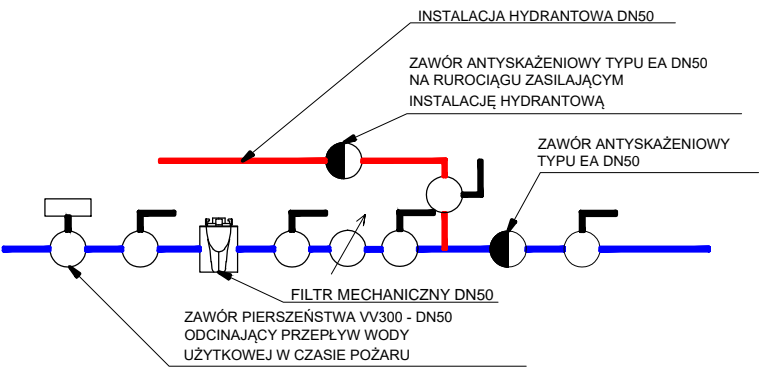 INSTALACJA HYDRANTOWA DN50
ZAWÓR ANTYSKAŻENIOWY TYPU EA DN50
NA RUROCIĄGU ZASILAJĄCYM
INSTALACJĘ HYDRANTOWĄ
ZAWÓR ANTYSKAŻENIOWY
TYPU EA DN50
FILTR MECHANICZNY DN50
ZAWÓR PIERSZEŃSTWA VV300 - DN50
ODCINAJĄCY PRZEPŁYW WODY
UŻYTKOWEJ W CZASIE POŻARU